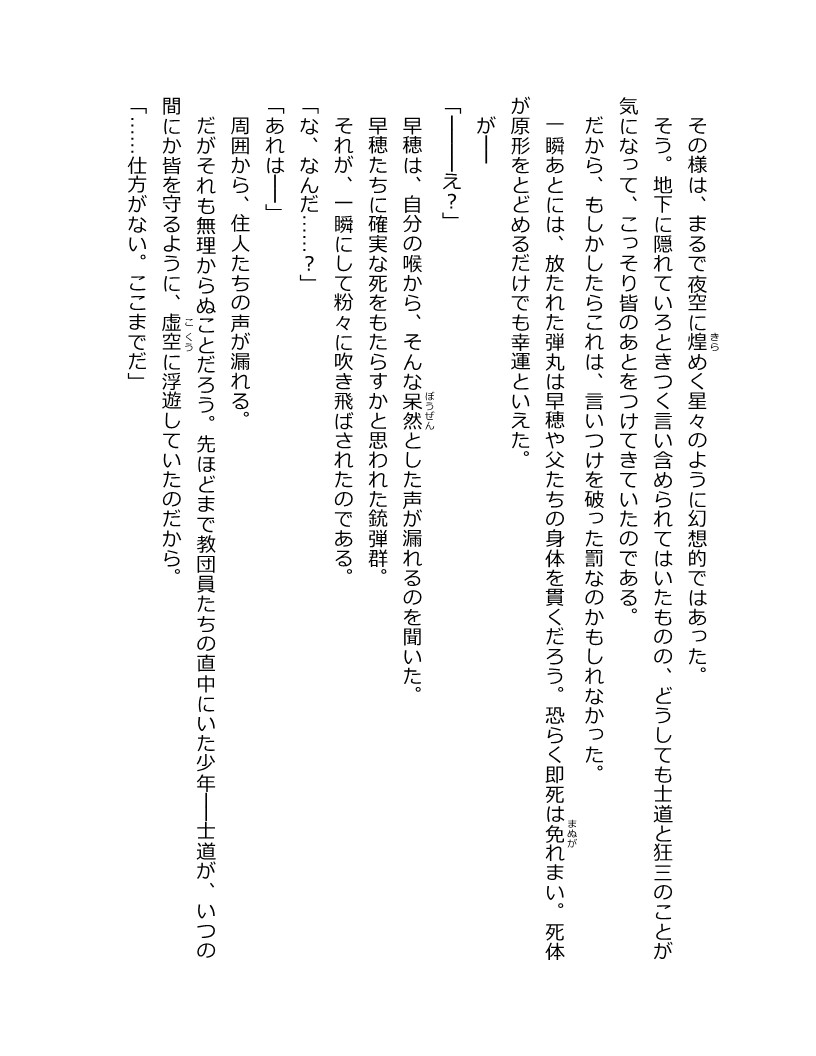 その様は、まるで夜空に煌めく星々のように幻想的ではあった。
そう。地下に隠れていろときつく言い含められてはいたものの、どうしても士道と狂三のことが
気になって、こっそり皆のあとをつけてきていたのである。
だから、もしかしたらこれは、言いつけを破った罰なのかもしれなかった。
一瞬あとには、放たれた弾丸は早穂や父たちの身体を貫くだろう。恐らく即死は免れまい。死体
が原形をとどめるだけでも幸運といえた。
が――
「――え？」
早穂は、自分の喉から、そんな呆然とした声が漏れるのを聞いた。
早穂たちに確実な死をもたらすかと思われた銃弾群。
それが、一瞬にして粉々に吹き飛ばされたのである。
「な、なんだ……？」
「あれは――」
周囲から、住人たちの声が漏れる。
だがそれも無理からぬことだろう。先ほどまで教団員たちの直中にいた少年――士道が、いつの
間にか皆を守るように、虚空に浮遊していたのだから。
「……仕方がない。ここまでだ」
きら
まぬが
ぼうぜん
こくう